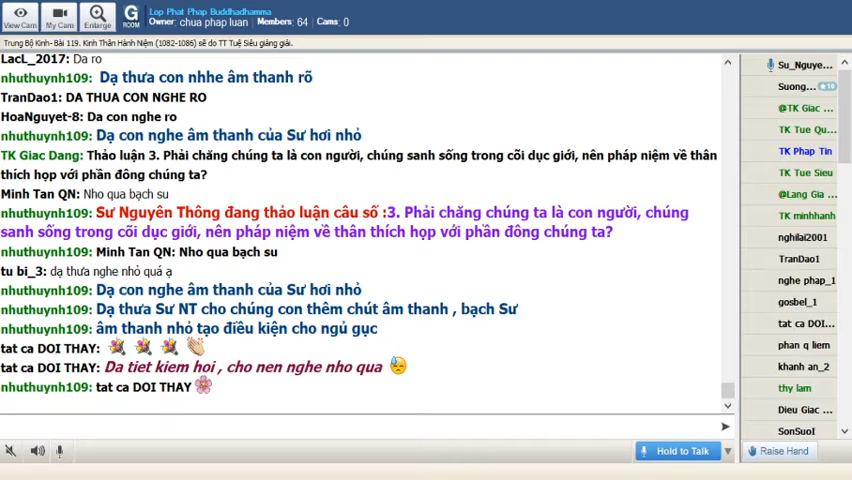 View Cam
My Cam
Enlarge
G
ROOM
Lop Phat Phap Buddhadhamma
Owner: chua phap luan Members: 64 Cams: 0
Trung Bộ Kinh- Bài 119. Kinh Thân Hành Niệm (1082-1086) sẽ do TT Tuệ Siêu giảng giải.
LacL_2017: Da ro
nhuthuynh109: Dạ thưa con nhhe âm thanh rõ
TranDao1: DA THUA CON NGHE RO
HoaNguyet-8: Da con nghe ro
nhuthuynh109: Dạ con nghe âm thanh của Sư hơi nhỏ
TK Giac Dang: Thảo luận 3. Phải chăng chúng ta là con người, chúng sanh sống trong cõi dục giới, nên pháp niệm về thân
thích họp với phần đông chúng ta?
Minh Tan QN: Nho qua bạch su
nhuthuynh109: Sư Nguyên Thông đang thảo luận câu số :3. Phải chăng chúng ta là con người, chúng
sanh sống trong cõi dục giới, nên pháp niệm về thân thích họp với phần đông chúng ta?
nhuthuynh109: Minh Tan QN: Nho qua bạch su
tu bi_3: dạ thưa nghe nhỏ quá ạ
nhuthuynh109: Dạ con nghe âm thanh của Sư hơi nhỏ
nhuthuynh109: Dạ thưa Sư NT cho chúng con thêm chút âm thanh , bạch Sư
nhuthuynh109: âm thanh nhỏ tạo điều kiện cho ngủ gục
tat ca DOI THAY:
tat ca DOI THAY: Da tiet kiem hoi , cho nen nghe nho qua
nhuthuynh109: tat ca DOI THAY
Hold to Talk
Su_Nguye...
Suong... 10
@TK Giac ...
TK Tue Qu...
TK Phap Tin
TK Tue Sieu
@Lang Gia ...
TK minhhanh
nghilai2001
TranDao1
nghe phap_1
gosbel_1
tat ca DOI...
phan q liem
khanh an_2
thy lam
Dieu Giac ...
SonSuoI
Raise Hand